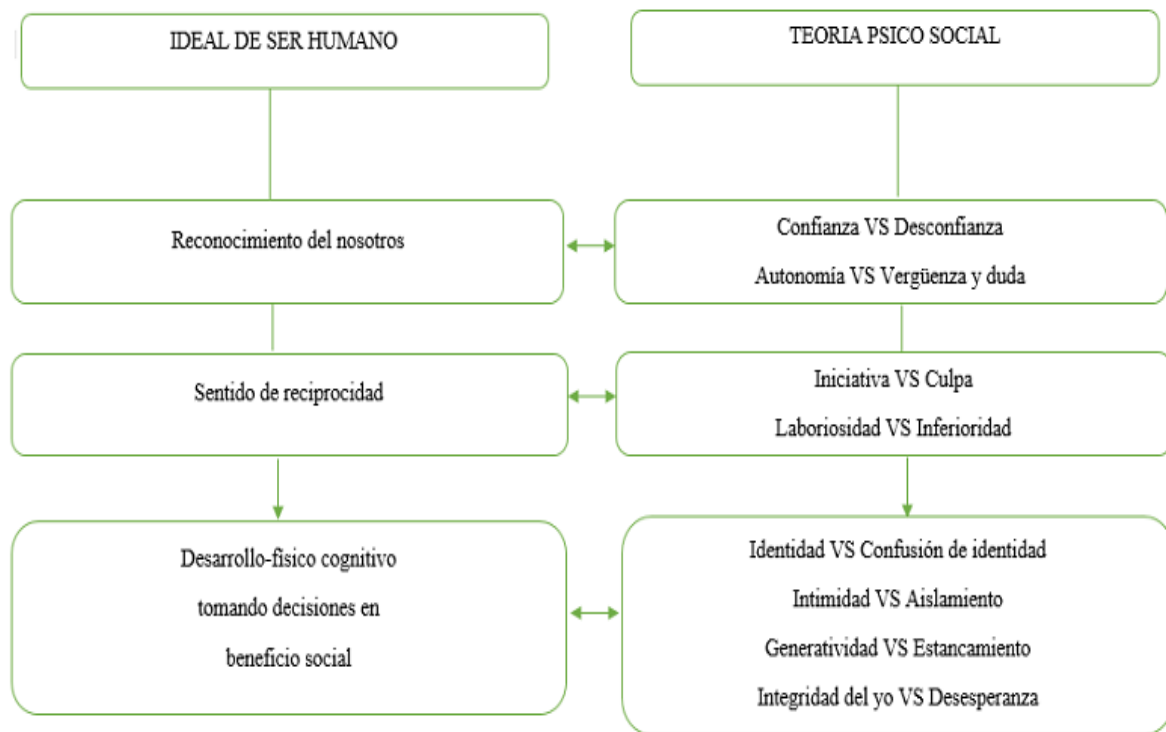 IDEAL DE SER HUMANO
TEORIA PSICO SOCIAL
Reconocimiento del nosotros
Confianza VS Desconfianza
Autonomía VS Vergüenza y duda
Sentido de reciprocidad
Iniciativa VS Culpa
Laboriosidad VS Inferioridad
Desarrollo-físico cognitivo
tomando decisiones en
beneficio social
Identidad VS Confusión de identidad
Intimidad VS Aislamiento
Generatividad VS Estancamiento
Integridad del yo VS Desesperanza